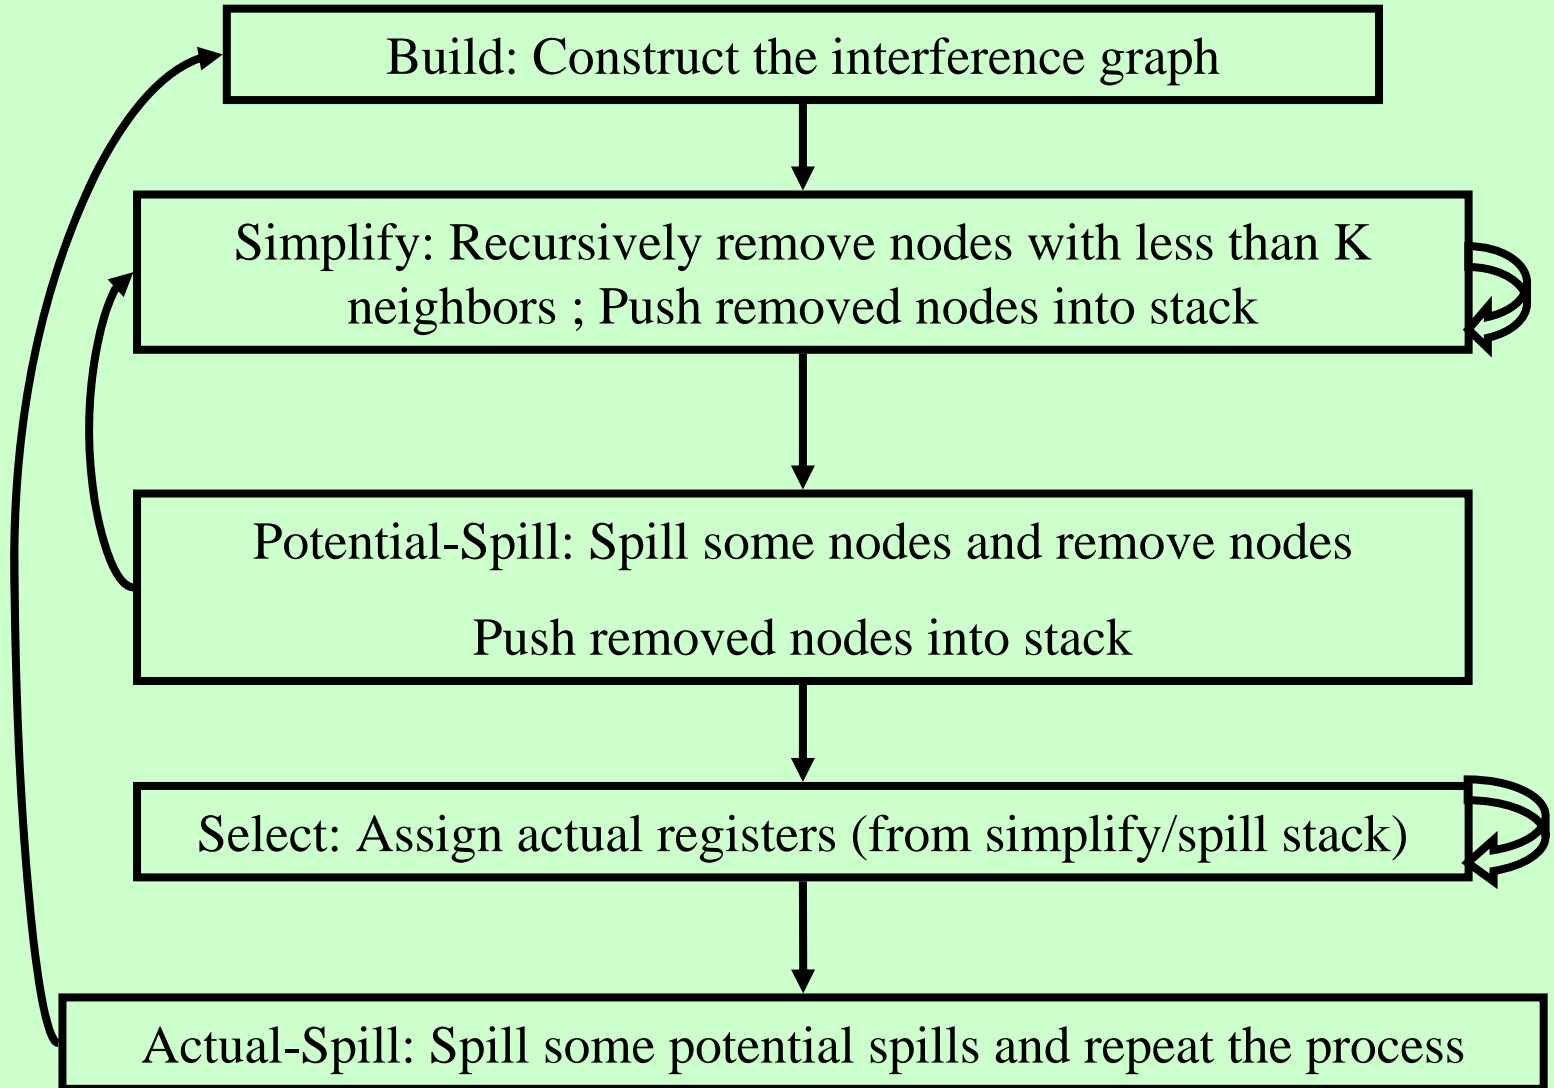 Build: Construct the interference graph
Simplify: Recursively remove nodes with less than K
neighbors ; Push removed nodes into stack
Potential-Spill: Spill some nodes and remove nodes
Push removed nodes into stack
Select: Assign actual registers (from simplify/spill stack)
Actual-Spill: Spill some potential spills and repeat the process